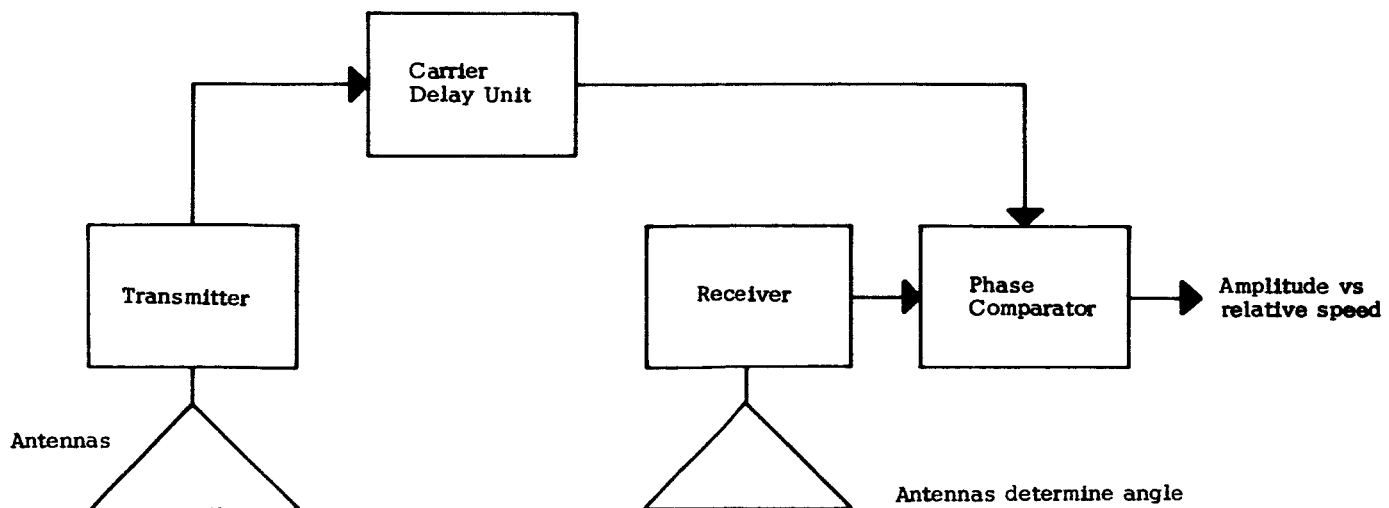 Carrier
Delay Unit
Transmitter
Receiver
Phase
Comparator
Amplitude vs
relative speed
Antennas
Antennas determine angle